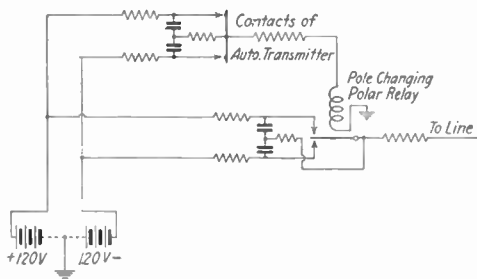 Contacts of
Auto. Transmitter
Pole Changing
Polar Relay
To Line
+120V
120V-